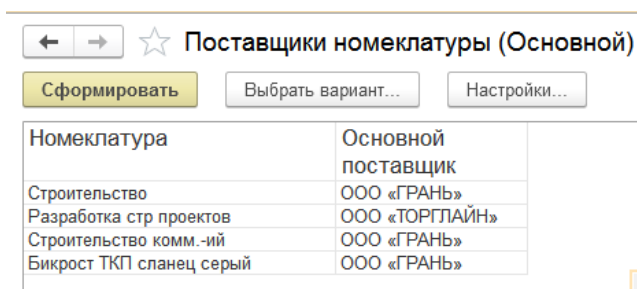 Поставщики номеклатуры (Основной)
Сформировать Выбрать вариант... Настройки...
Номеклатура Основной поставщик
Строительство ООО «ГРАНЬ»
Разработка стр проектов ООО «ТОРГЛАЙН»
Строительство комм.-ий ООО «ГРАНЬ»
Бикрост ТКП сланец серый ООО «ГРАНЬ»